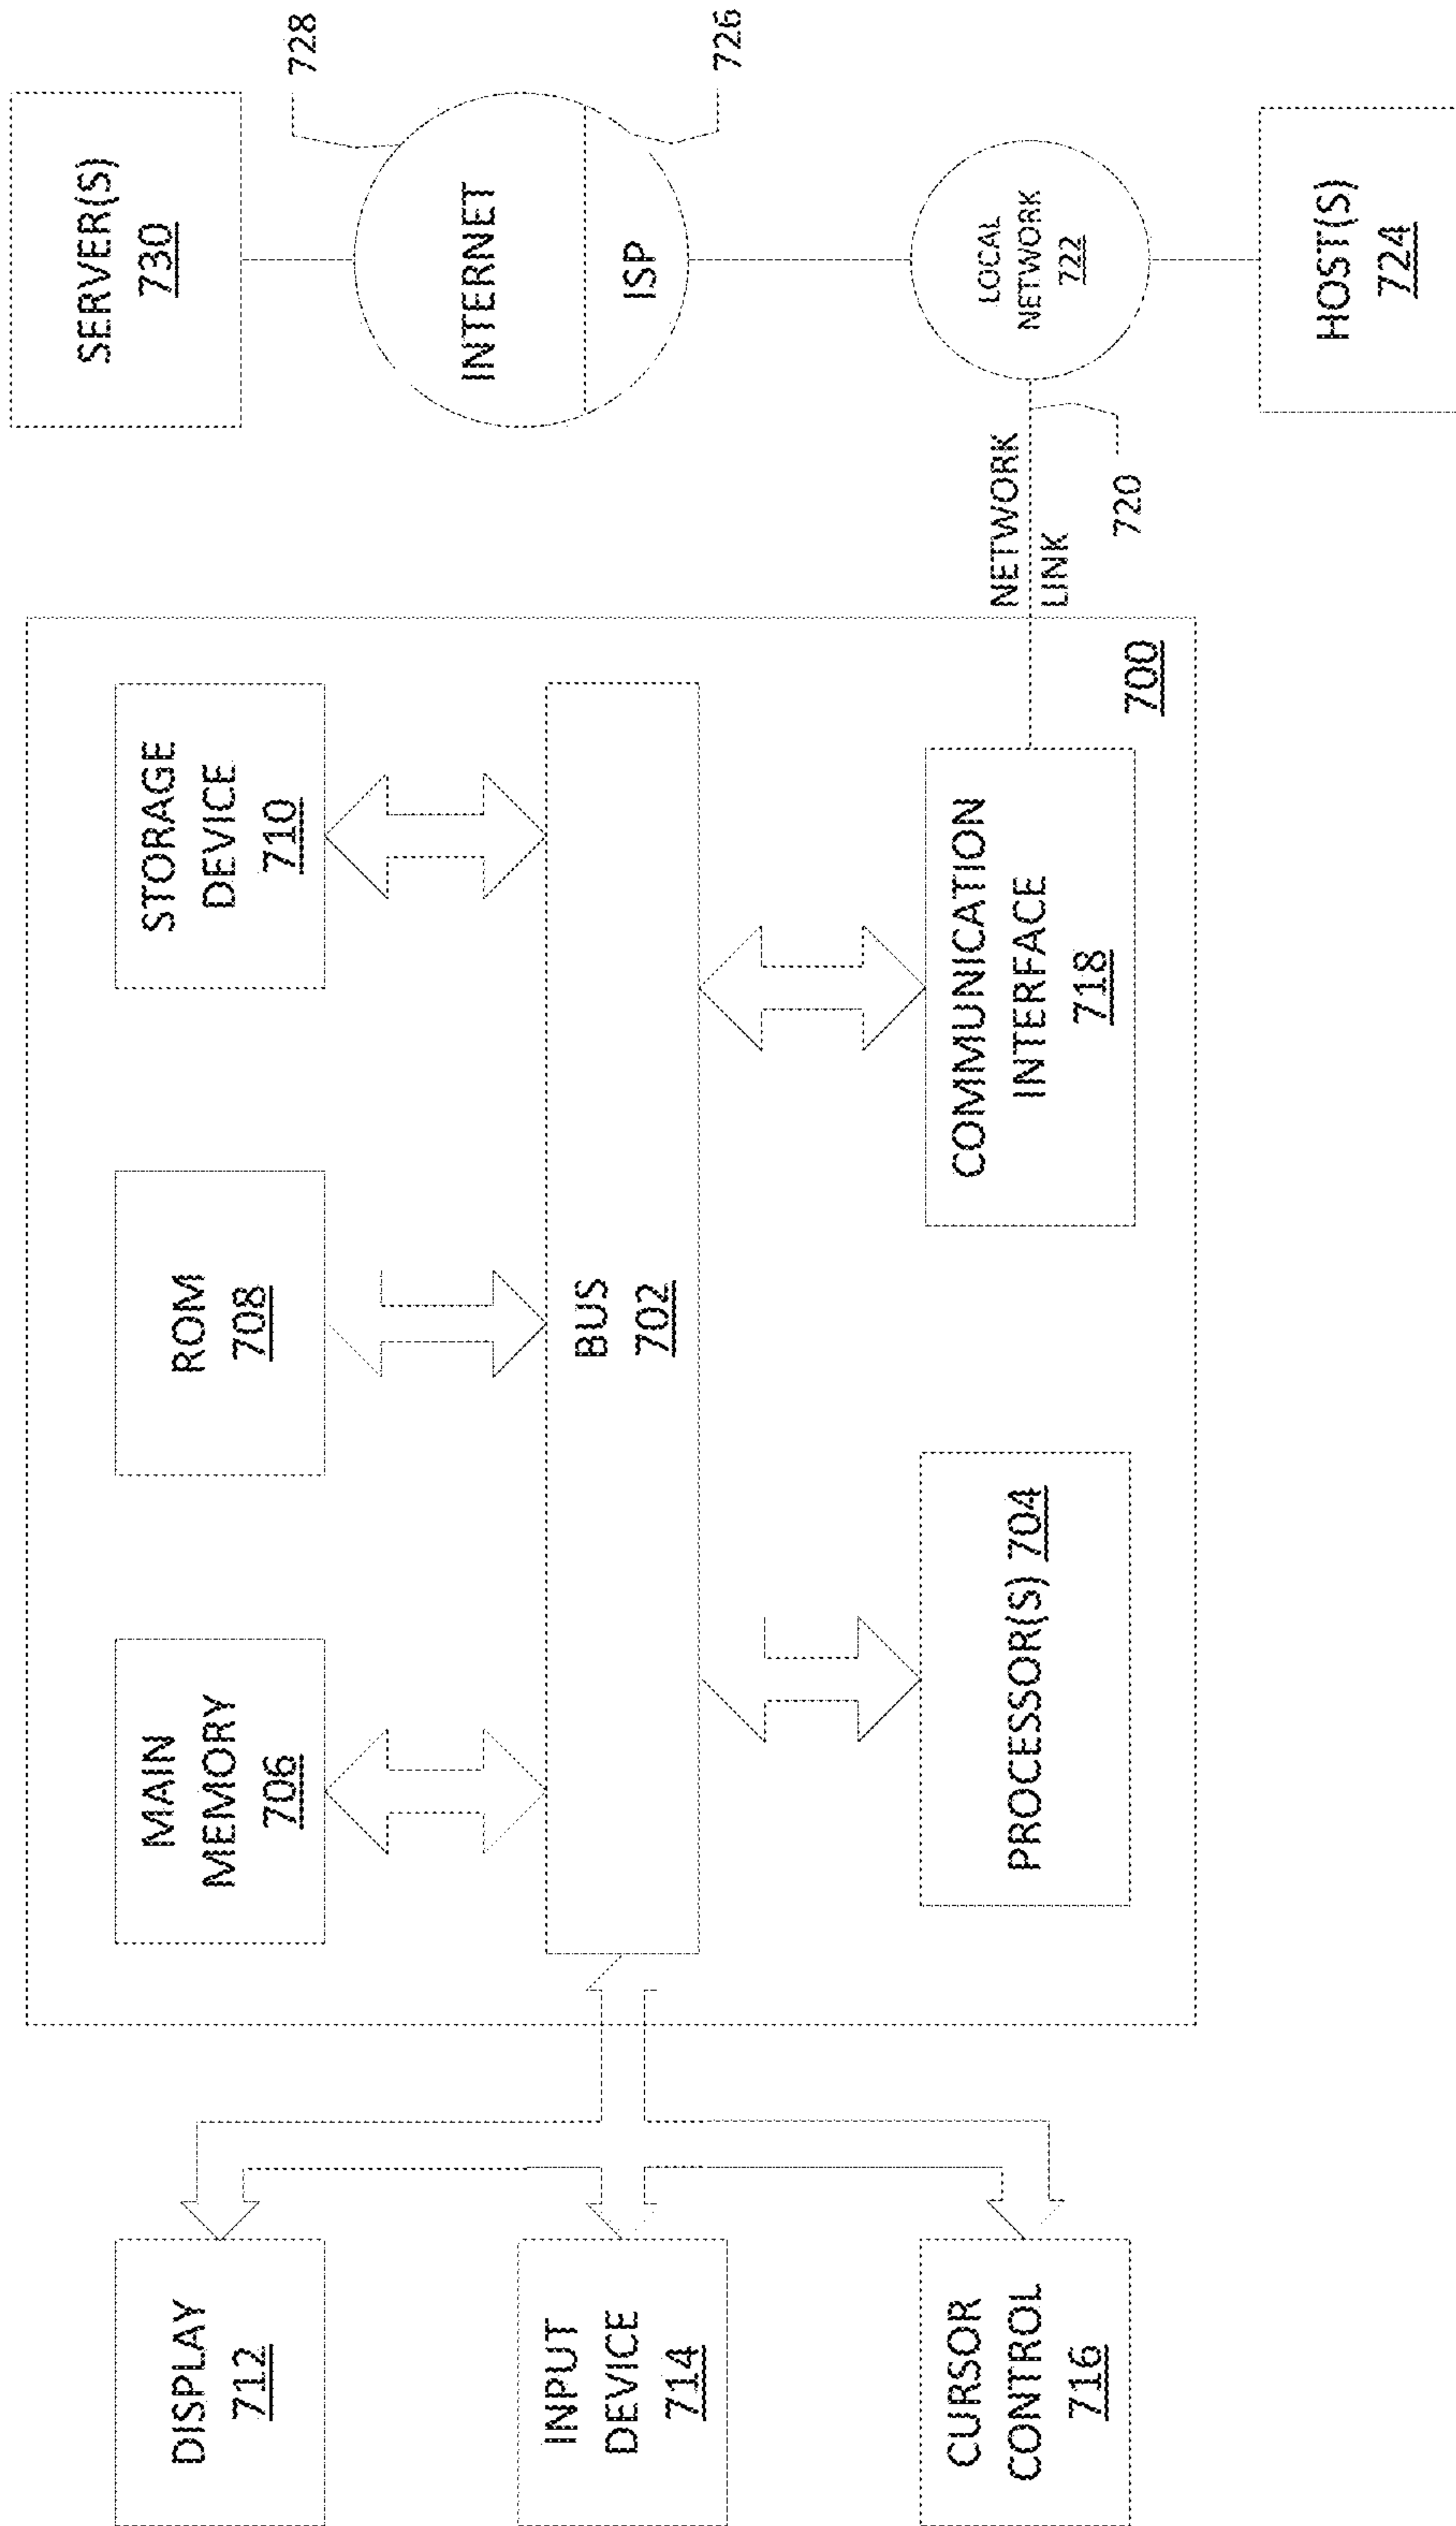 DISPLAY
712
INPUT
DEVICE
714
CURSOR
CONTROL
716
MAIN
MEMORY
706
ROM
708
STORAGE
DEVICE
710
BUS
702
PROCESSOR(S) 704
COMMUNICATION
INTERFACE
718
700
NETWORK
LINK
720
SERVER(S)
730
728
INTERNET
ISP
726
LOCAL
NETWORK
722
HOST(S)
724